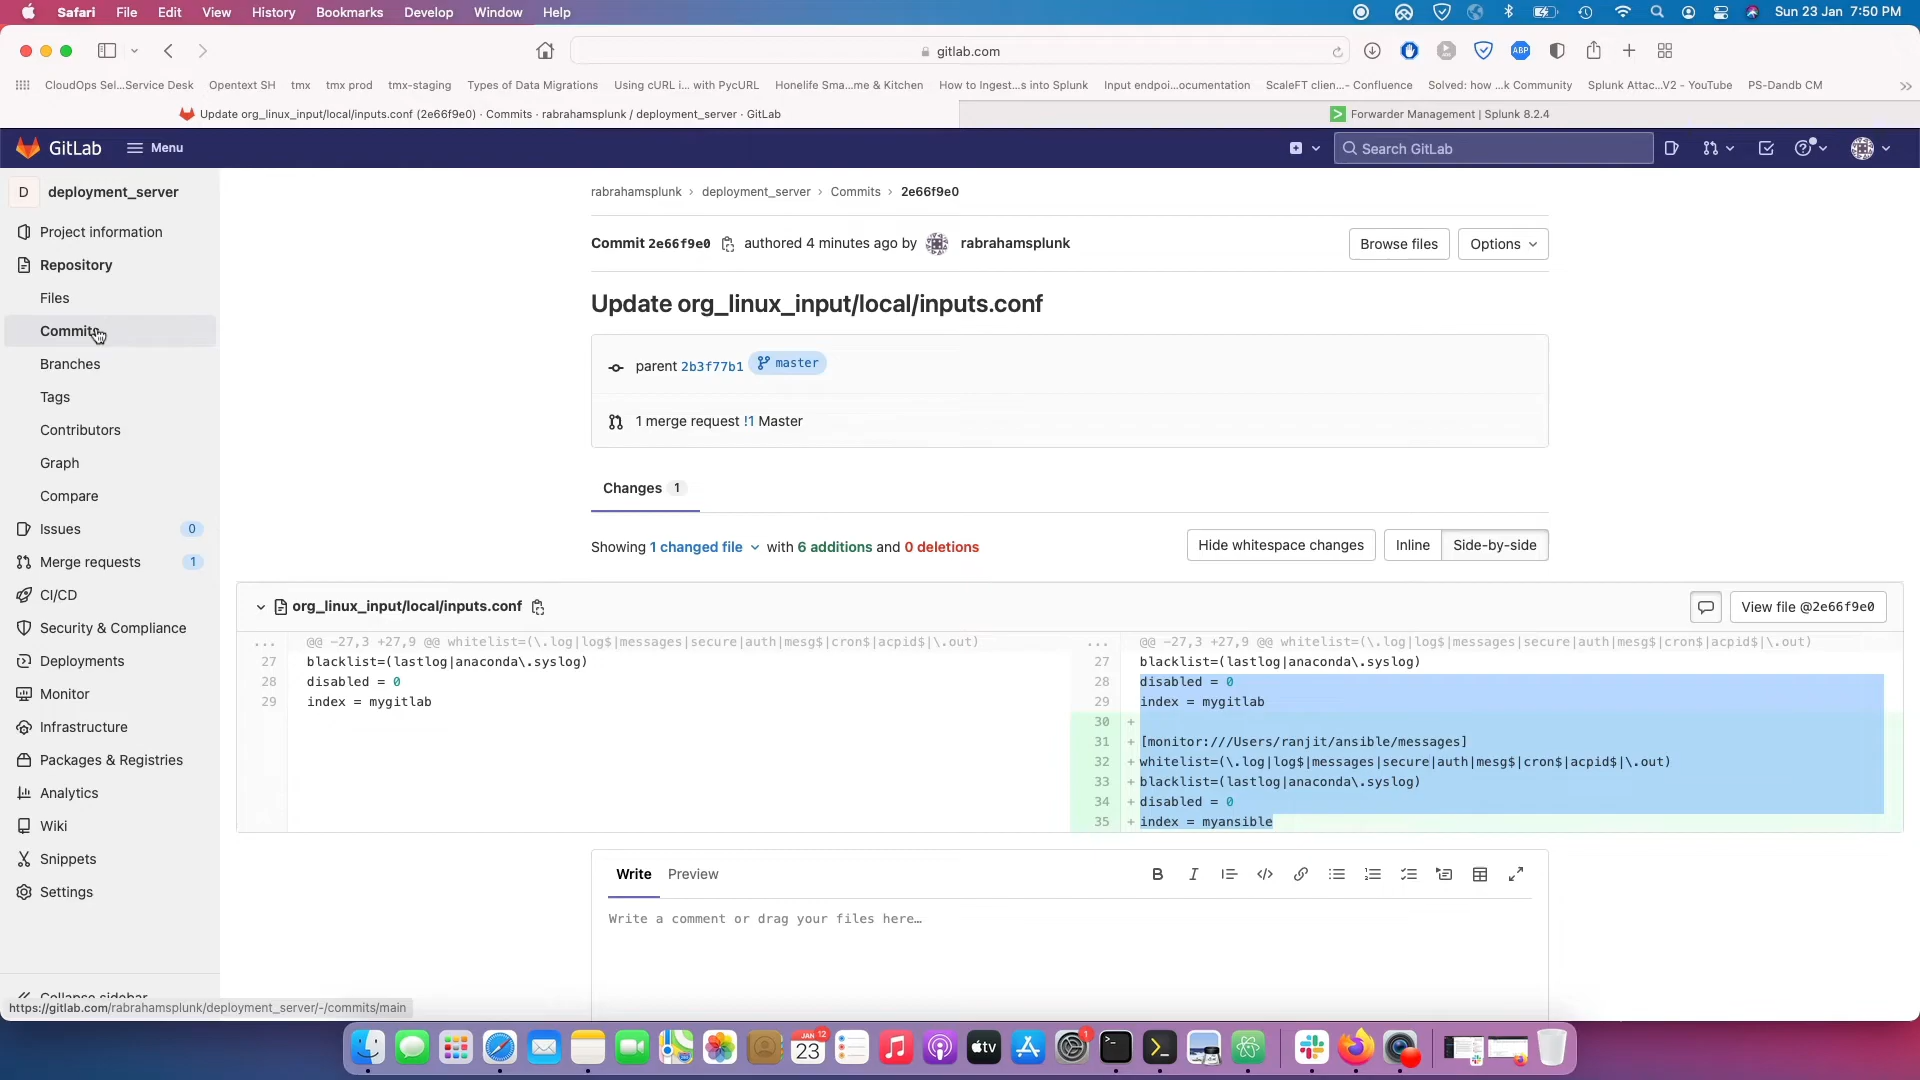 Safari File Edit View History Bookmarks Develop Window Help Sun 23 Jan 7:50 PM
gitlab.com ABP
CloudOps Sel...Service Desk Opentext SH tmx tmx prod tmx-staging Types of Data Migrations Using cURL i... with PycURL Honelife Sma...me & Kitchen How to Ingest...s into Splunk Input endpoi...ocumentation ScaleFT clien...- Confluence Solved: how ...k Community Splunk Attac...V2 - YouTube PS-Dandb CM
Update org_linux_input/local/inputs.conf (2e66f9e0) · Commits · rabrahamsplunk / deployment_server · GitLab Forwarder Management | Splunk 8.2.4
GitLab Menu Search GitLab
D deployment_server
Project information
Repository
Files
Commits
Branches
Tags
Contributors
Graph
Compare
Issues 0
Merge requests 1
CI/CD
Security & Compliance
Deployments
Monitor
Infrastructure
Packages & Registries
Analytics
Wiki
Snippets
Settings
Collapse sidebar
https://gitlab.com/rabrahamsplunk/deployment_server/-/commits/main
rabrahamsplunk › deployment_server › Commits › 2e66f9e0
Commit 2e66f9e0 authored 4 minutes ago by rabrahamsplunk Browse files Options
Update org_linux_input/local/inputs.conf
parent 2b3f77b1 master
1 merge request !1 Master
Changes 1
Showing 1 changed file with 6 additions and 0 deletions Hide whitespace changes Inline Side-by-side
org_linux_input/local/inputs.conf View file @2e66f9e0
... @@ -27,3 +27,9 @@ whitelist=(\.log|log$|messages|secure|auth|mesg$|cron$|acpid$|\.out)
27 blacklist=(lastlog|anaconda\.syslog)
28 disabled = 0
29 index = mygitlab
... @@ -27,3 +27,9 @@ whitelist=(\.log|log$|messages|secure|auth|mesg$|cron$|acpid$|\.out)
27 blacklist=(lastlog|anaconda\.syslog)
28 disabled = 0
29 index = mygitlab
30 +
31 + [monitor:///Users/ranjit/ansible/messages]
32 + whitelist=(\.log|log$|messages|secure|auth|mesg$|cron$|acpid$|\.out)
33 + blacklist=(lastlog|anaconda\.syslog)
34 + disabled = 0
35 + index = myansible
Write Preview B I
Write a comment or drag your files here…
JAN 23 12 tv 1